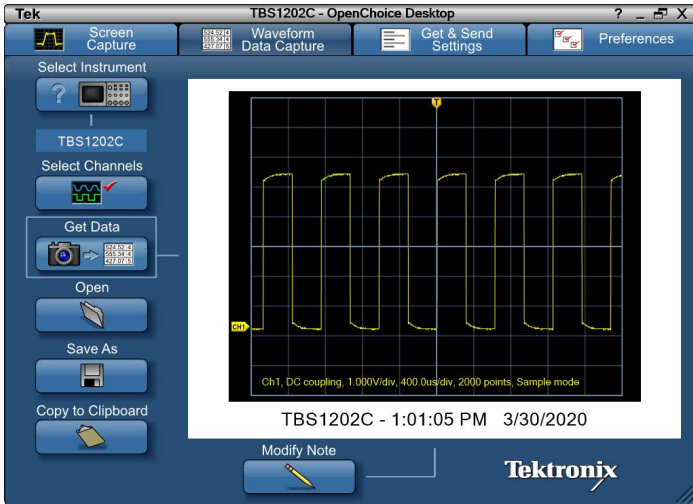 Tek
TBS1202C - OpenChoice Desktop
? _ X
Screen
Capture
Waveform
Data Capture
Get & Send
Settings
Preferences
Select Instrument
?
TBS1202C
Select Channels
Get Data
Open
Save As
Copy to Clipboard
T
CH1
Ch1, DC coupling, 1.000V/div, 400.0us/div, 2000 points, Sample mode
TBS1202C - 1:01:05 PM 3/30/2020
Modify Note
Tektronix